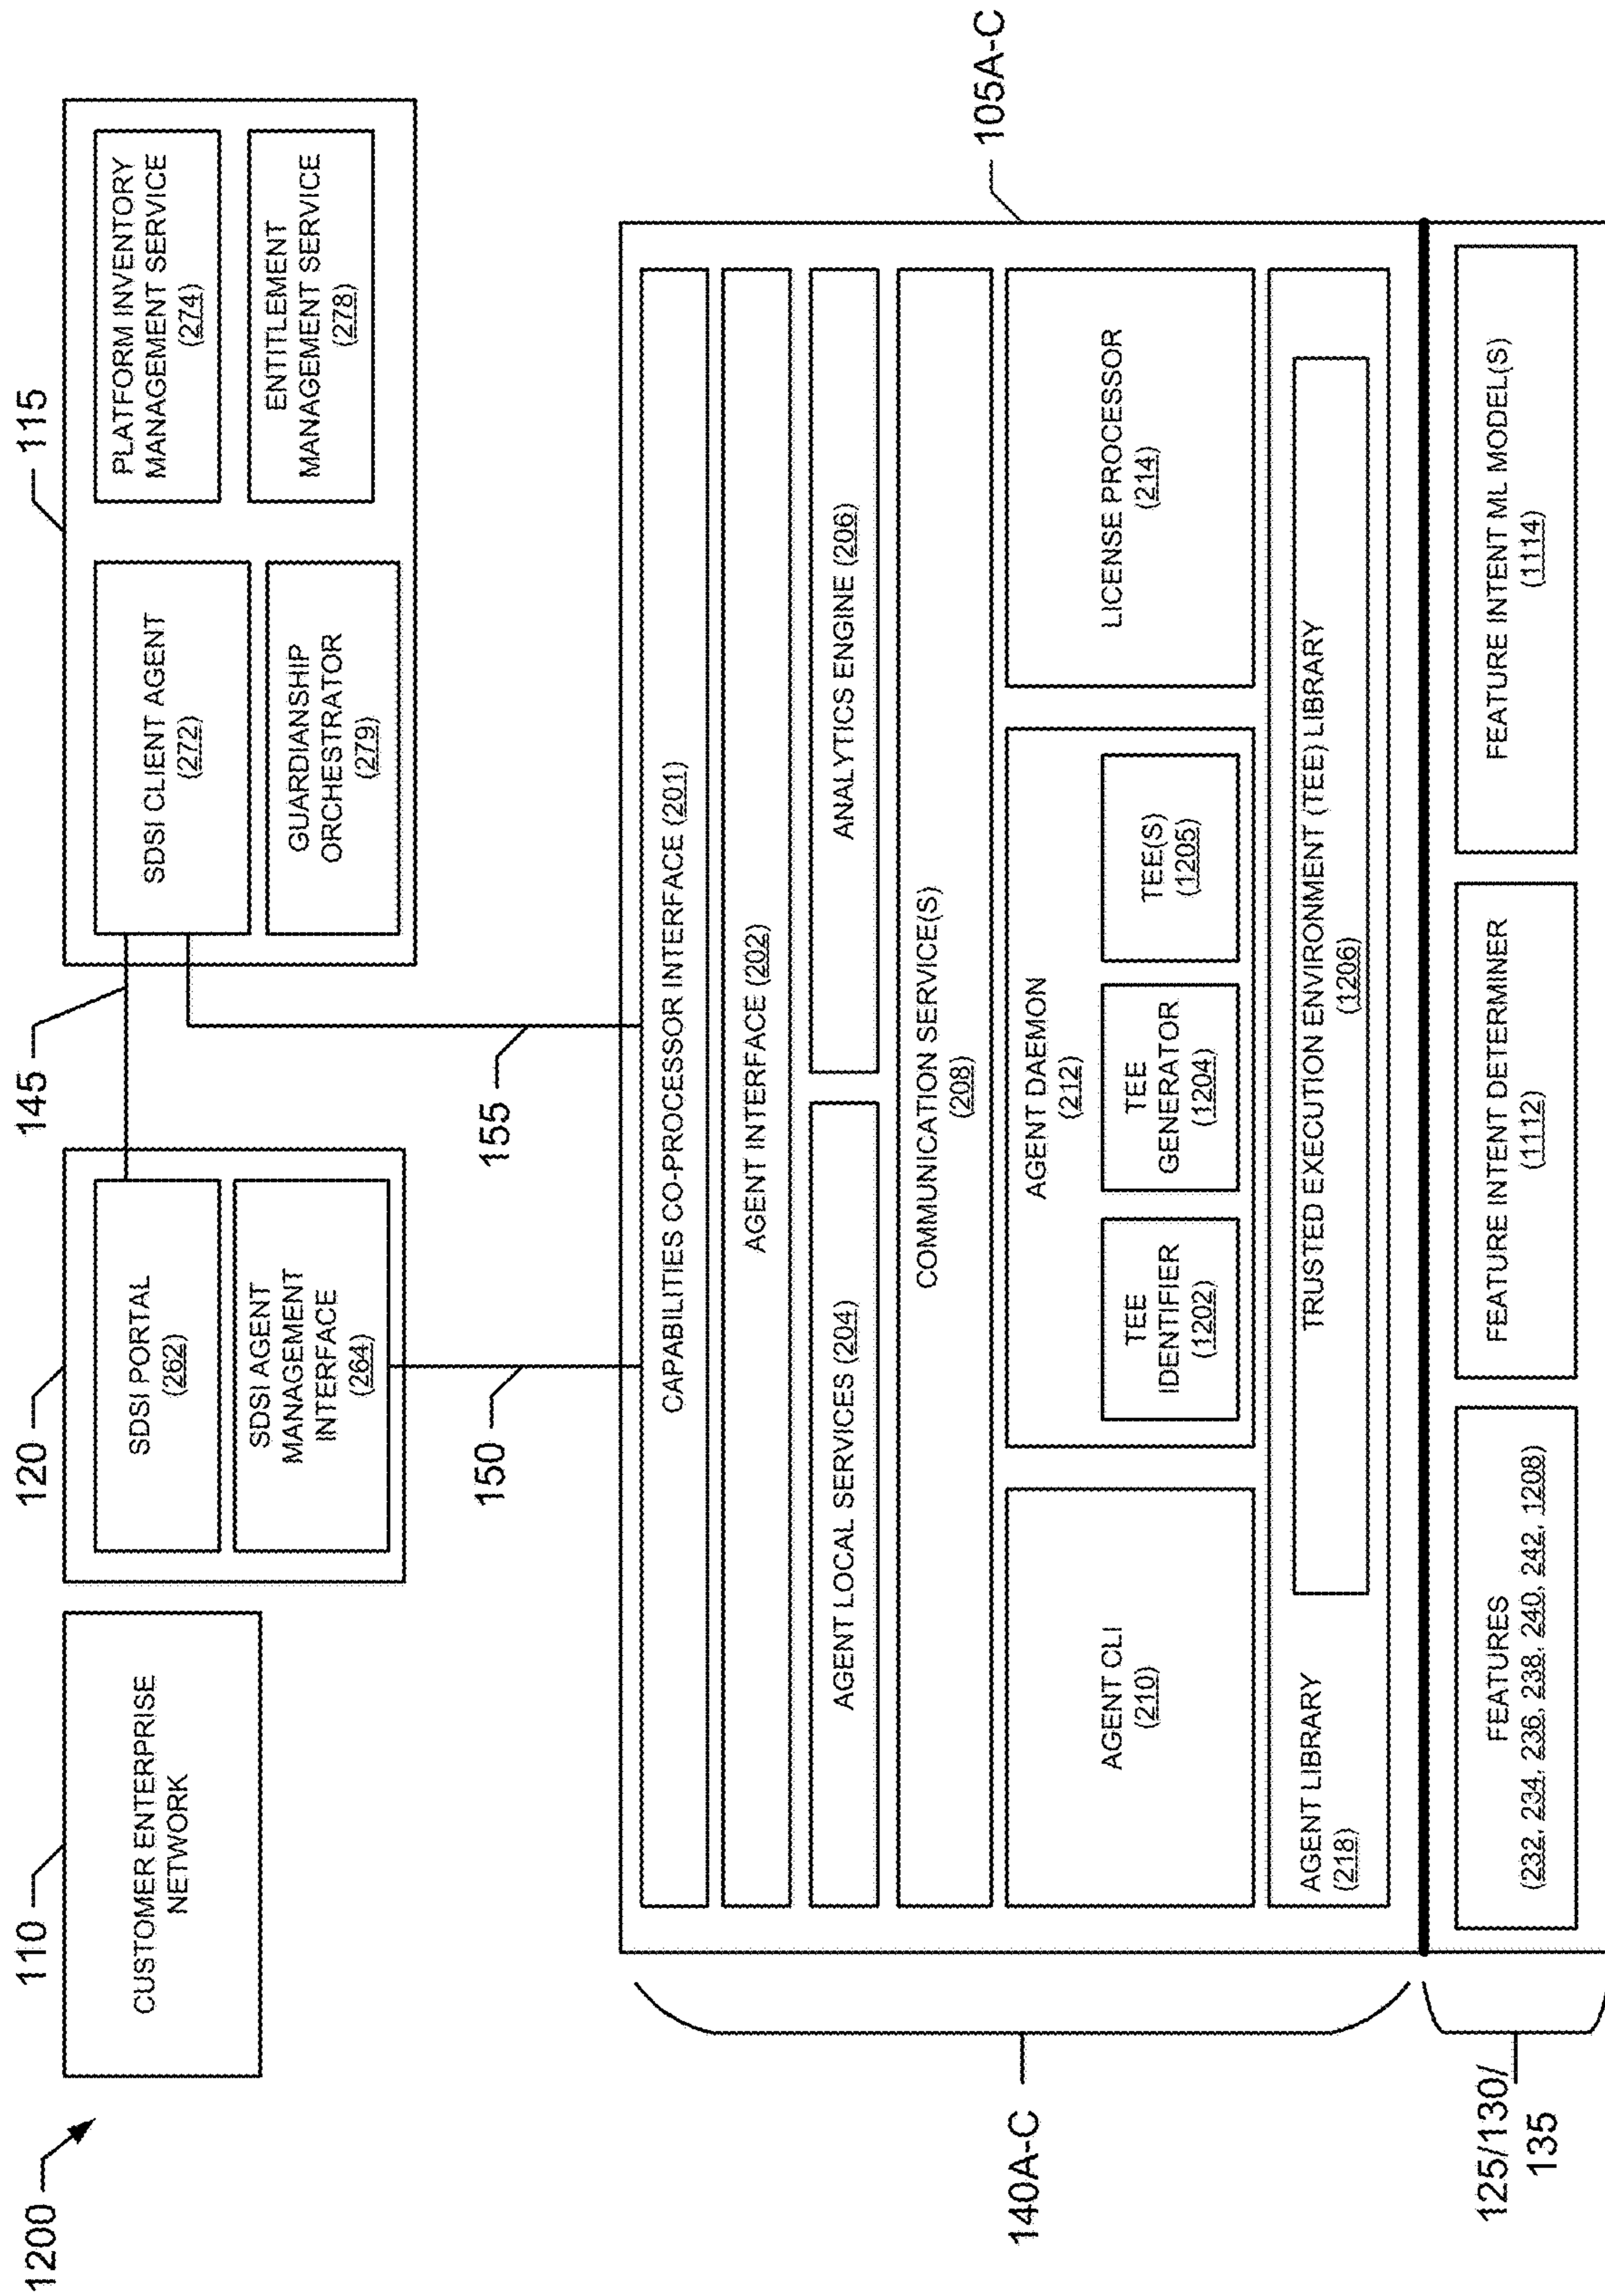 1200
110
CUSTOMER ENTERPRISE
NETWORK
120
SDSI PORTAL
(262)
SDSI AGENT
MANAGEMENT
INTERFACE
(264)
145
115
SDSI CLIENT AGENT
(272)
GUARDIANSHIP
ORCHESTRATOR
(279)
PLATFORM INVENTORY
MANAGEMENT SERVICE
(274)
ENTITLEMENT
MANAGEMENT SERVICE
(278)
150
155
105A-C
140A-C
CAPABILITIES CO-PROCESSOR INTERFACE (201)
AGENT INTERFACE (202)
AGENT LOCAL SERVICES (204)
ANALYTICS ENGINE (206)
COMMUNICATION SERVICE(S)
(208)
AGENT CLI
(210)
AGENT DAEMON
(212)
TEE
IDENTIFIER
(1202)
TEE
GENERATOR
(1204)
TEE(S)
(1205)
LICENSE PROCESSOR
(214)
AGENT LIBRARY
(218)
TRUSTED EXECUTION ENVIRONMENT (TEE) LIBRARY
(1206)
125/130/
135
FEATURES
(232, 234, 236, 238, 240, 242, 1208)
FEATURE INTENT DETERMINER
(1112)
FEATURE INTENT ML MODEL(S)
(1114)